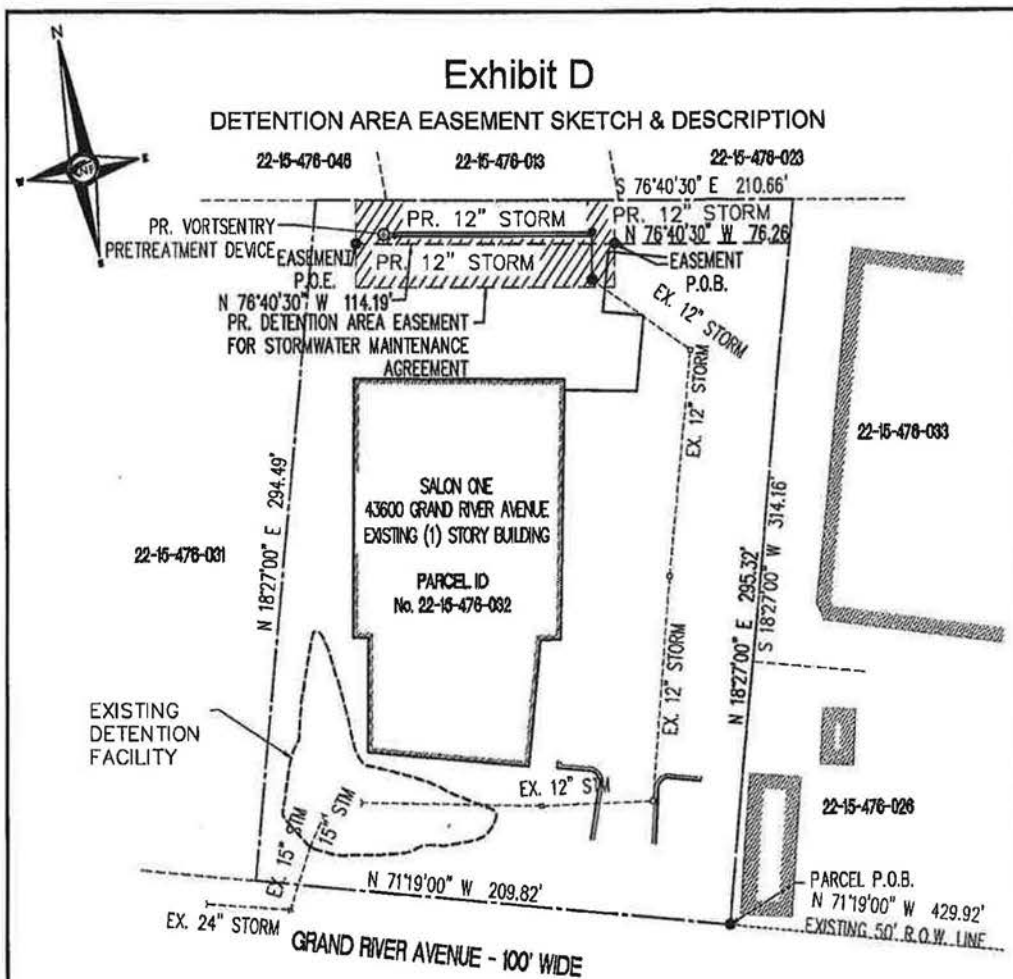 N
E
W
S
Exhibit D
DETENTION AREA EASEMENT SKETCH & DESCRIPTION
22-15-476-046
22-15-476-013
22-15-476-023
S 76°40'30" E 210.66'
PR. VORTSENTRY
PRETREATMENT DEVICE
PR. 12" STORM
PR. 12" STORM
N 76°40'30" W 76.26
EASEMENT
P.O.E.
PR. 12" STORM
EASEMENT
P.O.B.
N 76°40'30" W 114.19'
EX. 12" STORM
PR. DETENTION AREA EASEMENT
FOR STORMWATER MAINTENANCE
AGREEMENT
EX. 12" STORM
22-15-476-033
SALON ONE
43600 GRAND RIVER AVENUE
EXISTING (1) STORY BUILDING
PARCEL ID
No. 22-15-476-032
N 18°27'00" E 294.49'
22-15-476-031
N 18°27'00" E 295.32'
S 18°27'00" W 314.16'
EX. 12" STORM
EXISTING
DETENTION
FACILITY
EX. 12" STM
EX. 15" STM
15" STM
22-15-476-026
N 71°19'00" W 209.82'
PARCEL P.O.B.
N 71°19'00" W 429.92'
EXISTING 50' R.O.W. LINE
EX. 24" STORM
GRAND RIVER AVENUE - 100' WIDE